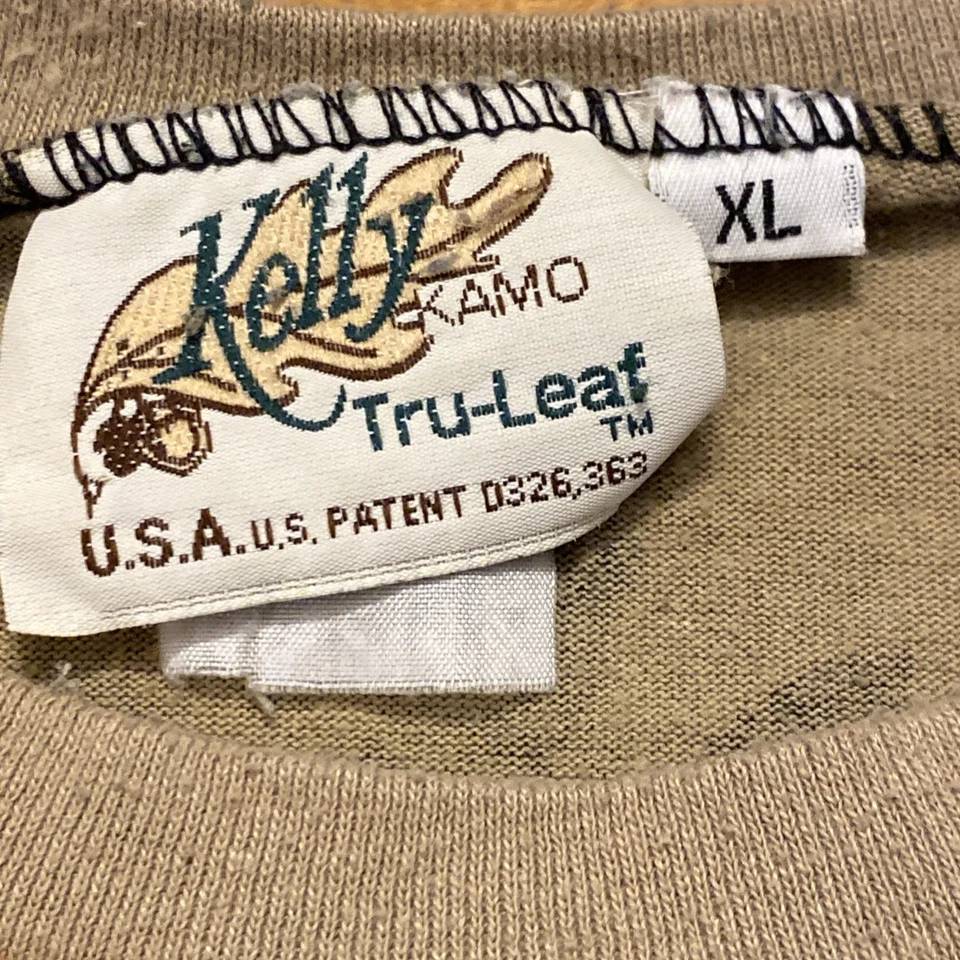 Kelly
KAMO
Tru-Leaf
TM
U.S.A. U.S. PATENT D326,363
XL